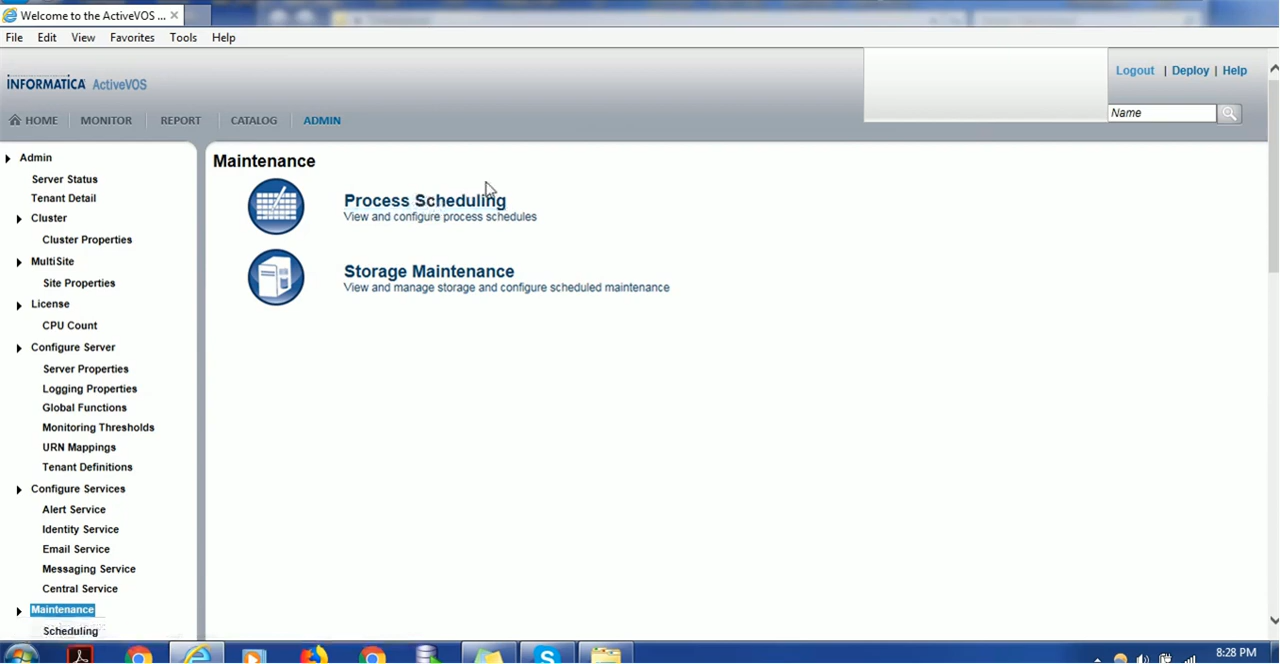 Welcome to the ActiveVOS ...
File Edit View Favorites Tools Help
INFORMATICA ActiveVOS
Logout | Deploy | Help
Name
HOME MONITOR REPORT CATALOG ADMIN
Admin
Server Status
Tenant Detail
Cluster
Cluster Properties
MultiSite
Site Properties
License
CPU Count
Configure Server
Server Properties
Logging Properties
Global Functions
Monitoring Thresholds
URN Mappings
Tenant Definitions
Configure Services
Alert Service
Identity Service
Email Service
Messaging Service
Central Service
Maintenance
Scheduling
Maintenance
Process Scheduling
View and configure process schedules
Storage Maintenance
View and manage storage and configure scheduled maintenance
8:28 PM